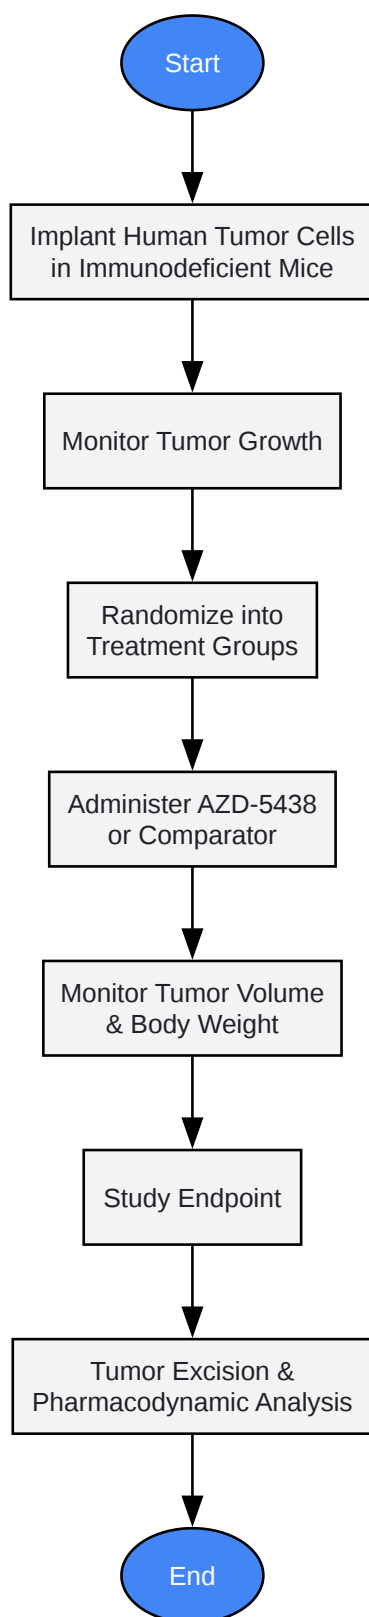 Start
Implant Human Tumor Cells
in Immunodeficient Mice
Monitor Tumor Growth
Randomize into
Treatment Groups
Administer AZD-5438
or Comparator
Monitor Tumor Volume
& Body Weight
Study Endpoint
Tumor Excision &
Pharmacodynamic Analysis
End